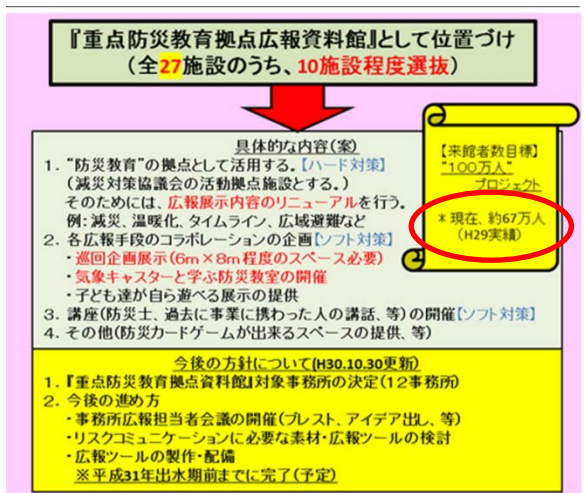 『重点防災教育拠点広報資料館』として位置づけ
(全27施設のうち、10施設程度選抜)
具体的な内容(案)
1. “防災教育”の拠点として活用する。【ハード対策】
(減災対策協議会の活動拠点施設とする。)
そのためには、広報展示内容のリニューアルを行う。
例:減災、温暖化、タイムライン、広域避難など
2. 各広報手段のコラボレーションの企画【ソフト対策】
・巡回企画展示(6m×8m程度のスペース必要)
・気象キャスターと学ぶ防災教室の開催
・子ども達が自ら遊べる展示の提供
3. 講座(防災士、過去に事業に携わった人の講話、等)の開催【ソフト対策】
4. その他(防災カードゲームが出来るスペースの提供、等)
【来館者数目標】
“100万人”
プロジェクト
＊現在、約67万人
(H29実績)
今後の方針について(H30.10.30更新)
1. 『重点防災教育拠点資料館』対象事務所の決定(12事務所)
2. 今後の進め方
・事務所広報担当者会議の開催(ブレスト、アイデア出し、等)
・リスクコミュニケーションに必要な素材・広報ツールの検討
・広報ツールの製作・配備
※平成31年出水期前までに完了(予定)